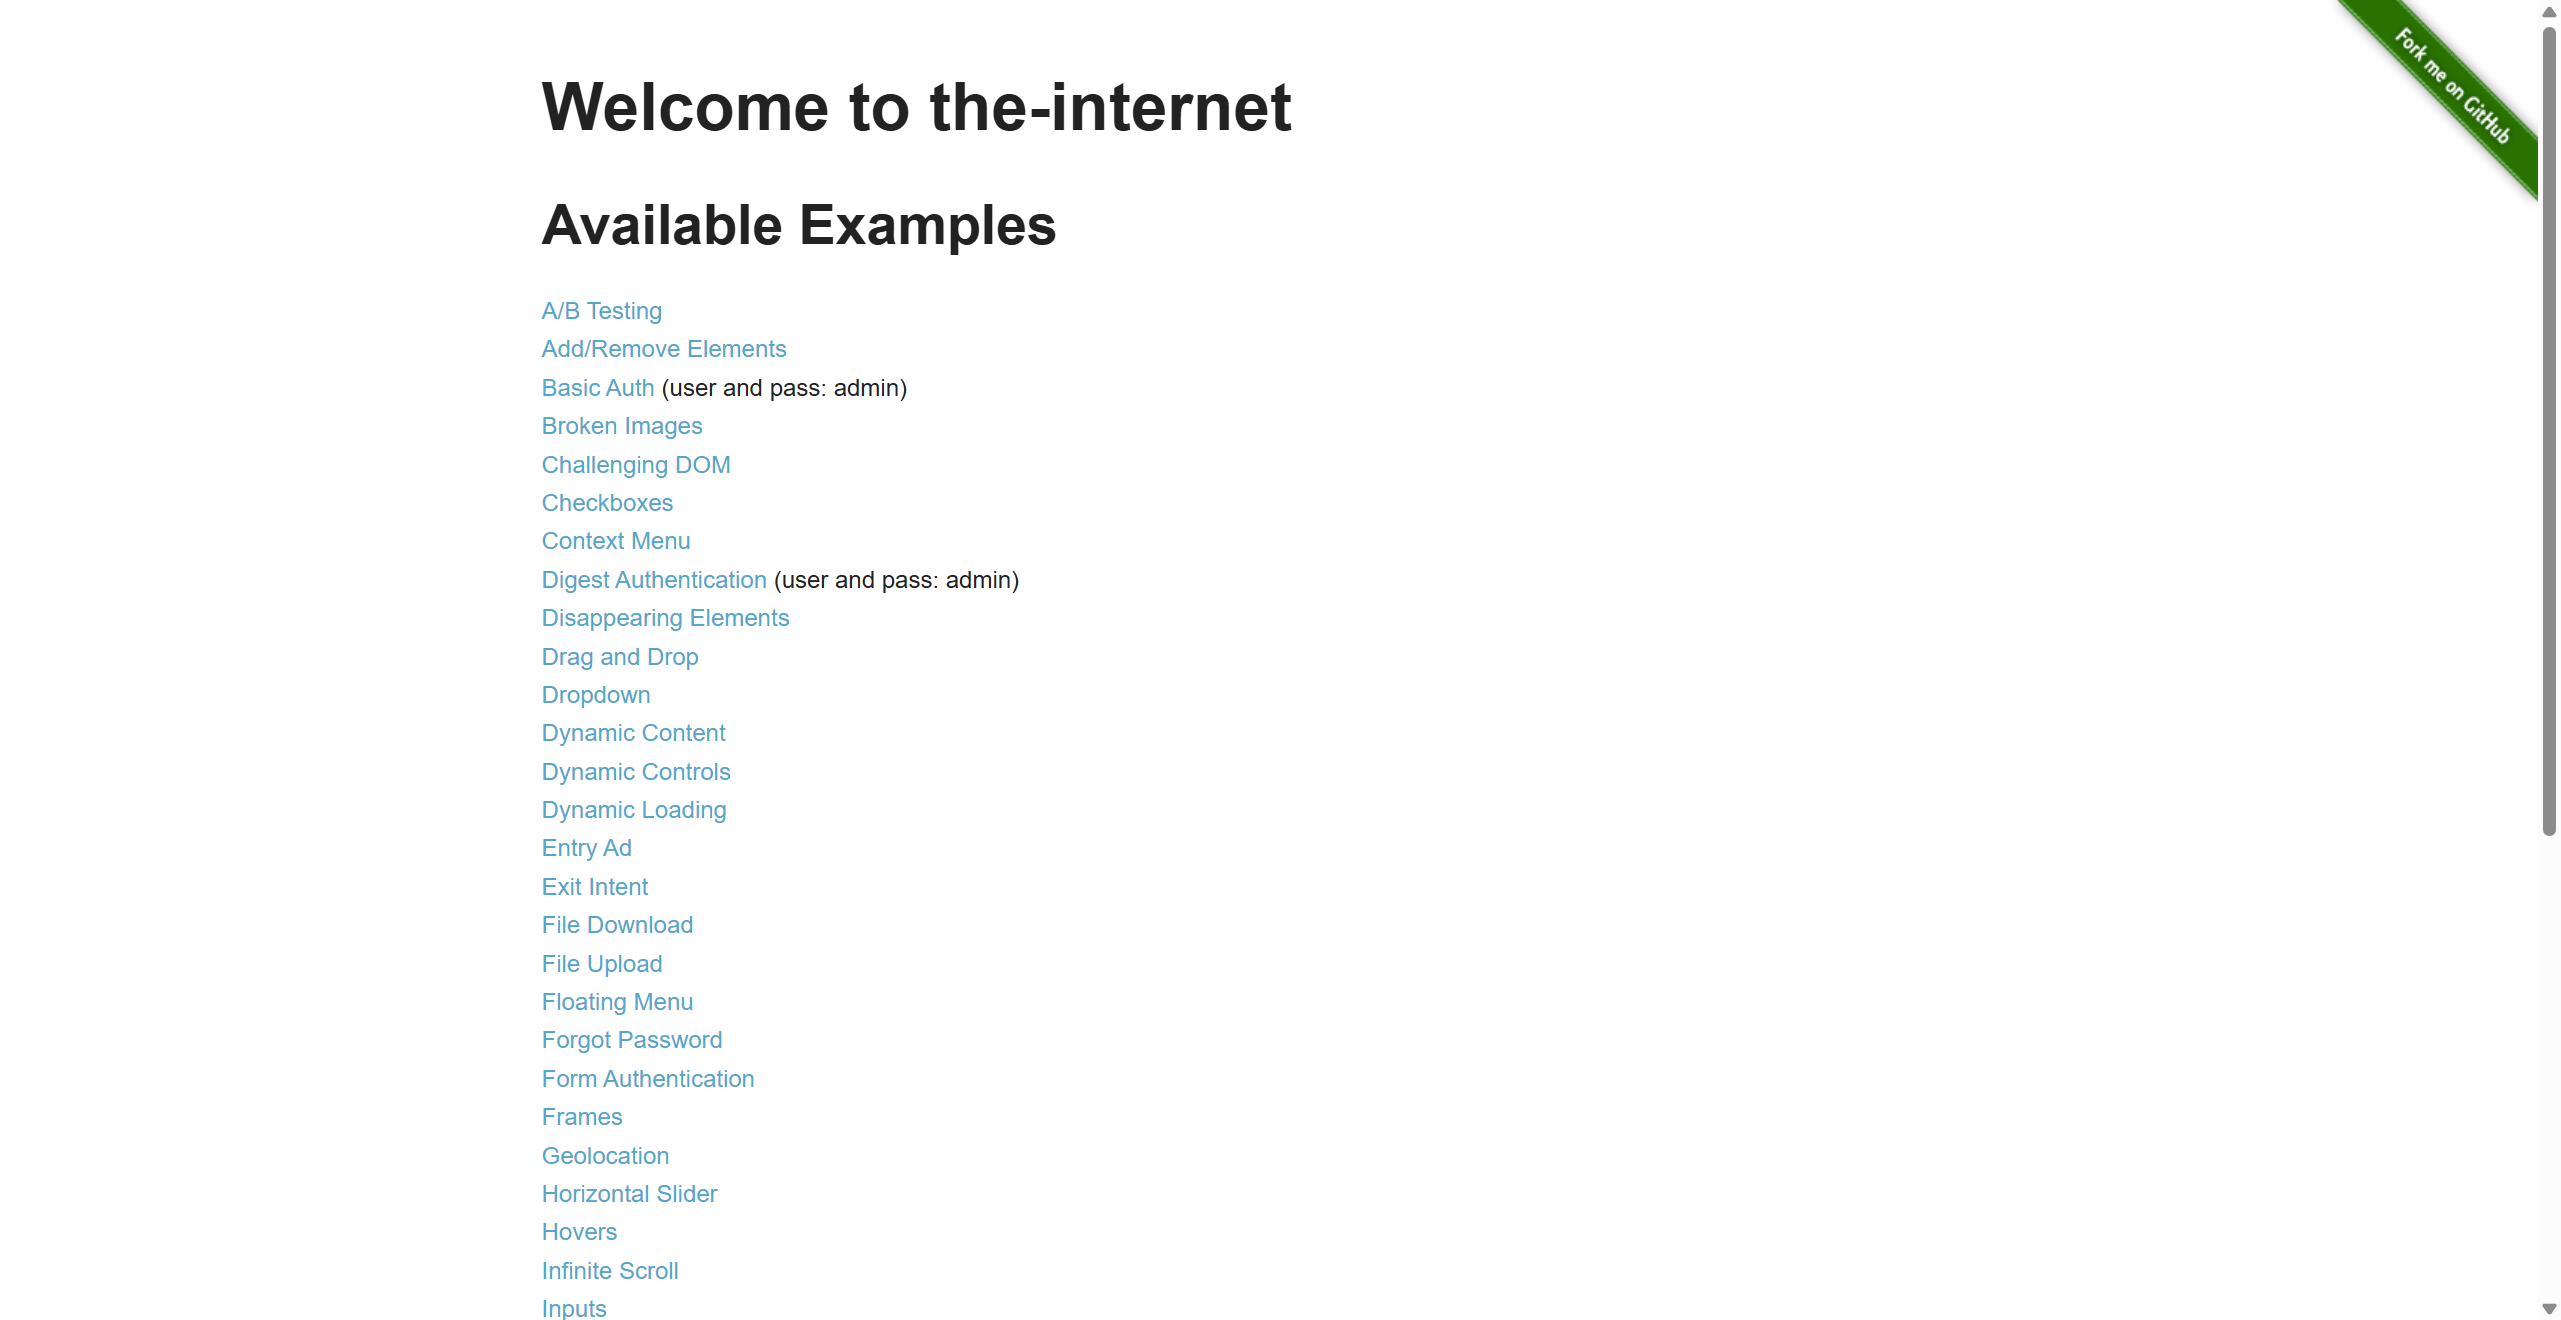 Fork me on GitHub
Welcome to the-internet
Available Examples
A/B Testing
Add/Remove Elements
Basic Auth (user and pass: admin)
Broken Images
Challenging DOM
Checkboxes
Context Menu
Digest Authentication (user and pass: admin)
Disappearing Elements
Drag and Drop
Dropdown
Dynamic Content
Dynamic Controls
Dynamic Loading
Entry Ad
Exit Intent
File Download
File Upload
Floating Menu
Forgot Password
Form Authentication
Frames
Geolocation
Horizontal Slider
Hovers
Infinite Scroll
Inputs